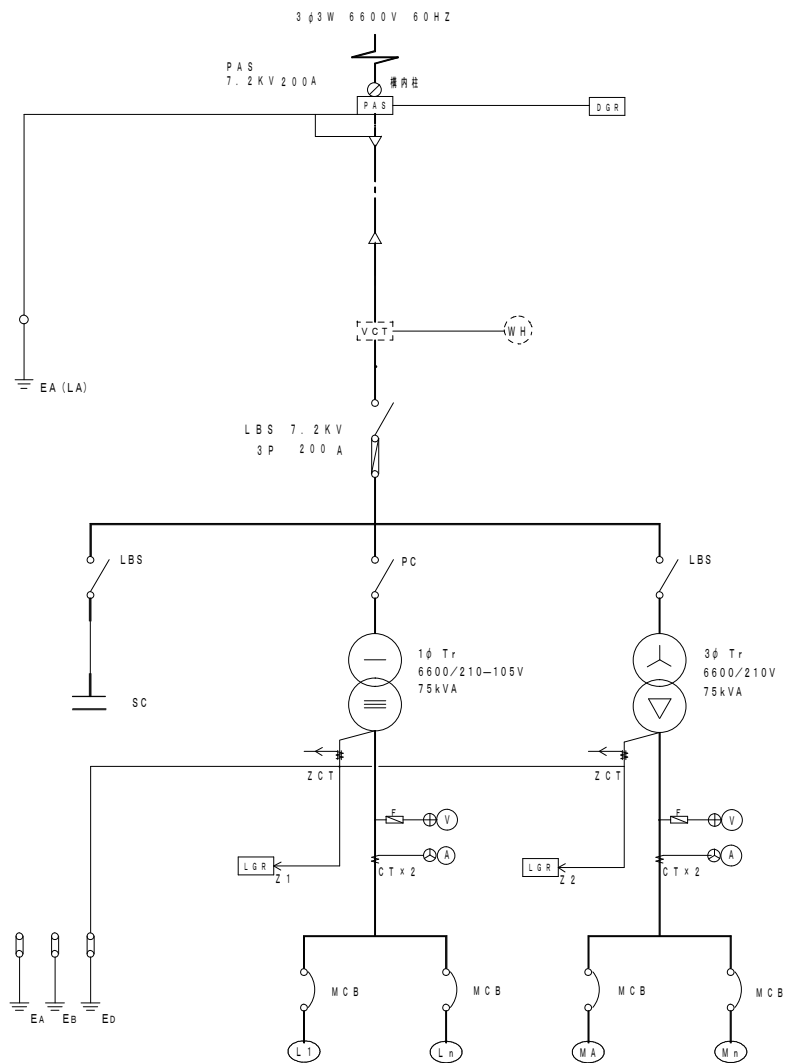 3φ3W 6600V 60HZ
PAS
7.2KV 200A
構内柱
PAS
DGR
VCT
WH
EA(LA)
LBS 7.2KV
3P 200A
LBS
PC
LBS
1φ Tr
6600/210−105V
75kVA
3φ Tr
6600/210V
75kVA
SC
ZCT
ZCT
F
V
F
V
A
A
CT×2
CT×2
LGR
Z1
LGR
Z2
MCB
MCB
MCB
MCB
EA
EB
ED
L1
Ln
MA
Mn